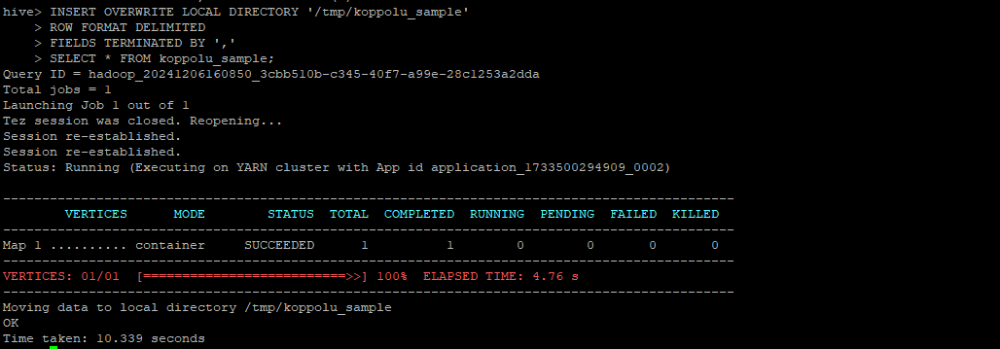 hive> INSERT OVERWRITE LOCAL DIRECTORY '/tmp/koppolu_sample'
    > ROW FORMAT DELIMITED
    > FIELDS TERMINATED BY ','
    > SELECT * FROM koppolu_sample;
Query ID = hadoop_20241206160850_3cbb510b-c345-40f7-a99e-28c1253a2dda
Total jobs = 1
Launching Job 1 out of 1
Tez session was closed. Reopening...
Session re-established.
Session re-established.
Status: Running (Executing on YARN cluster with App id application_1733500294909_0002)
----------------------------------------------------------------------------------------------
        VERTICES      MODE        STATUS  TOTAL  COMPLETED  RUNNING  PENDING  FAILED  KILLED
----------------------------------------------------------------------------------------------
Map 1 .......... container     SUCCEEDED      1          1        0        0       0       0
----------------------------------------------------------------------------------------------
VERTICES: 01/01  [==========================>>] 100%  ELAPSED TIME: 4.76 s
----------------------------------------------------------------------------------------------
Moving data to local directory /tmp/koppolu_sample
OK
Time taken: 10.339 seconds